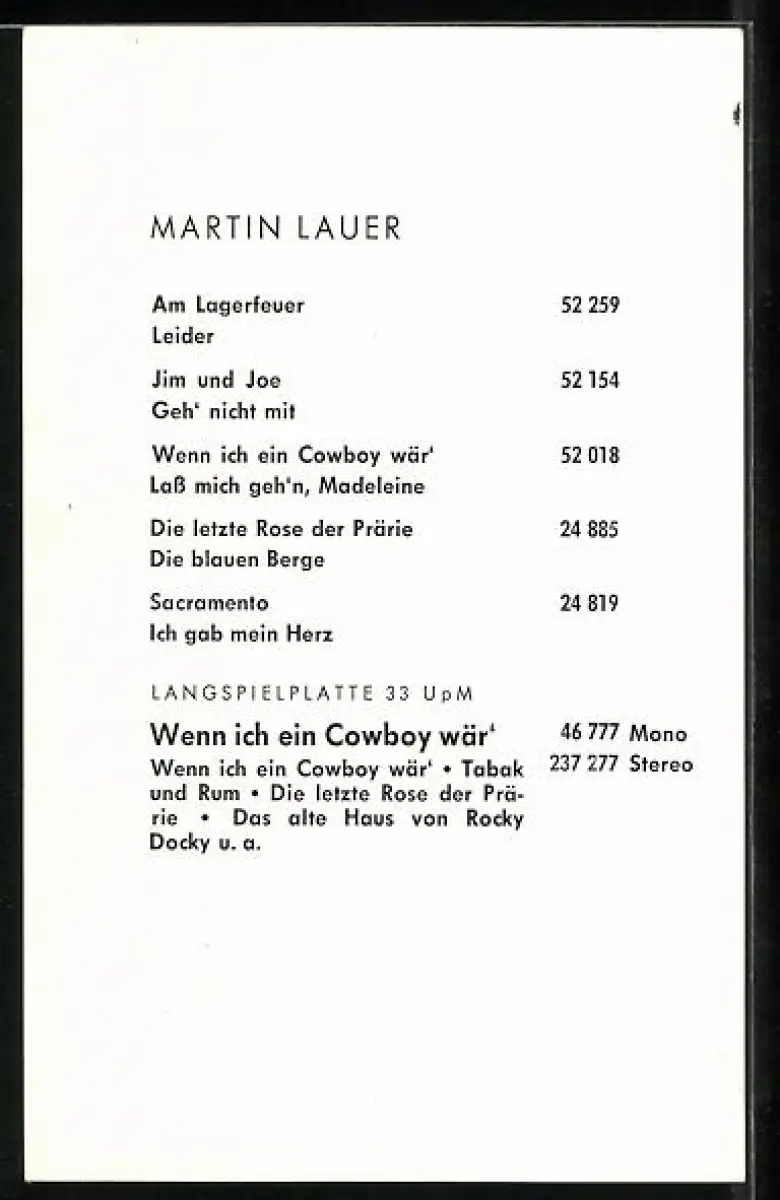 MARTIN LAUER
Am Lagerfeuer 52 259
Leider
Jim und Joe 52 154
Geh‘ nicht mit
Wenn ich ein Cowboy wär‘ 52 018
Laß mich geh‘n, Madeleine
Die letzte Rose der Prärie 24 885
Die blauen Berge
Sacramento 24 819
Ich gab mein Herz
LANGSPIELPLATTE 33 UpM
Wenn ich ein Cowboy wär‘ 46 777 Mono
Wenn ich ein Cowboy wär‘ • Tabak 237 277 Stereo
und Rum • Die letzte Rose der Prä-
rie • Das alte Haus von Rocky
Docky u. a.